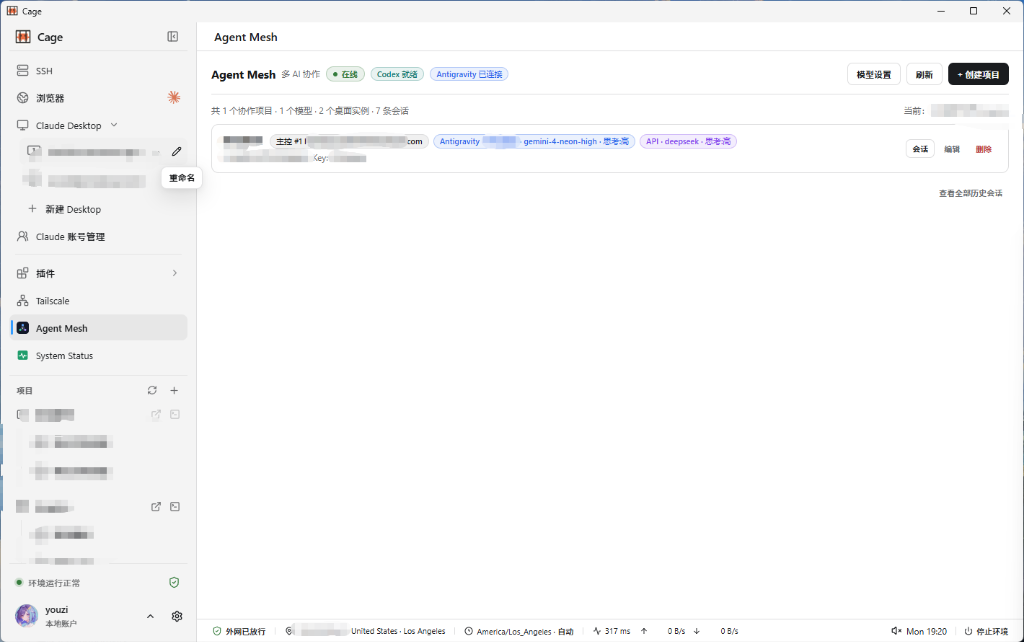 Cage
Cage
SSH
浏览器
Claude Desktop
重命名
新建 Desktop
Claude 账号管理
插件
Tailscale
Agent Mesh
System Status
项目
环境运行正常
youzi
本地账户
Agent Mesh
Agent Mesh 多 AI 协作 在线 Codex 就绪 Antigravity 已连接 模型设置 刷新 + 创建项目
共 1 个协作项目 · 1 个模型 · 2 个桌面实例 · 7 条会话 当前:
主控 #1 com Antigravity · gemini-4-neon-high · 思考:高 API · deepseek · 思考:高 会话 编辑 删除
Key:
查看全部历史会话
外网已放行 United States · Los Angeles America/Los_Angeles · 自动 317 ms ↑ 0 B/s ↓ 0 B/s Mon 19:20 停止环境